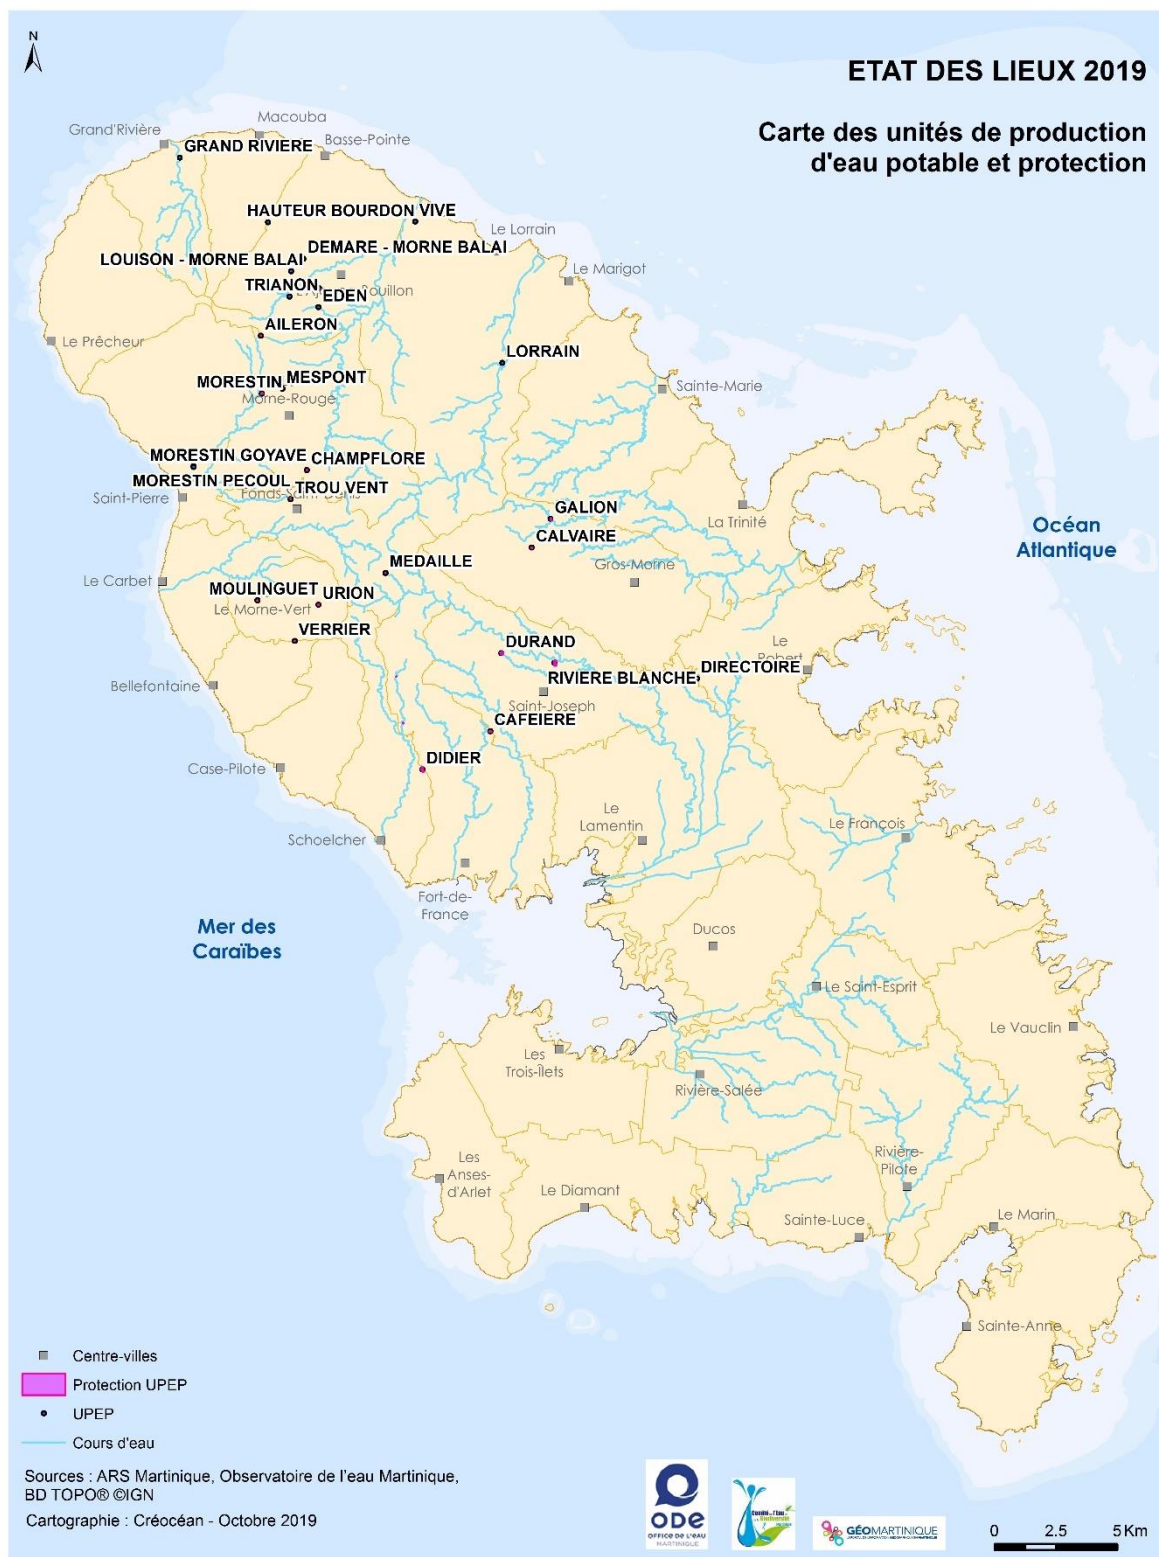 N
ETAT DES LIEUX 2019
Carte des unités de production
d'eau potable et protection
Macouba
Grand'Rivière
Basse-Pointe
GRAND RIVIERE
HAUTEUR BOURDON
VIVE
Le Lorrain
DEMARE - MORNE BALAI
LOUISON - MORNE BALAI
Le Marigot
TRIANON
EDEN
AILERON
Le Prêcheur
LORRAIN
MORESTIN
MESPONT
Sainte-Marie
Morne-Rouge
MORESTIN GOYAVE
CHAMPFLORE
MORESTIN PECOUL
TROU VENT
Saint-Pierre
Fonds-Saint-Denis
GALION
La Trinité
Océan
Atlantique
CALVAIRE
MEDAILLE
Gros-Morne
Le Carbet
MOULINGUET
URION
Le Morne-Vert
VERRIER
DURAND
Le
Robert
DIRECTOIRE
RIVIERE BLANCHE
Bellefontaine
Saint-Joseph
CAFEIERE
DIDIER
Case-Pilote
Le
Lamentin
Le François
Schoelcher
Fort-de-
France
Mer des
Caraïbes
Ducos
Le Saint-Esprit
Le Vauclin
Les
Trois-Îlets
Rivière-Salée
Les
Anses-
d'Arlet
Rivière-
Pilote
Le Diamant
Sainte-Luce
Le Marin
Sainte-Anne
Centre-villes
Protection UPEP
UPEP
Cours d'eau
Sources : ARS Martinique, Observatoire de l'eau Martinique,
BD TOPO® ©IGN
Cartographie : Créocéan - Octobre 2019
ODE
OFFICE DE L'EAU
MARTINIQUE
GÉOMARTINIQUE
0 2.5 5 Km